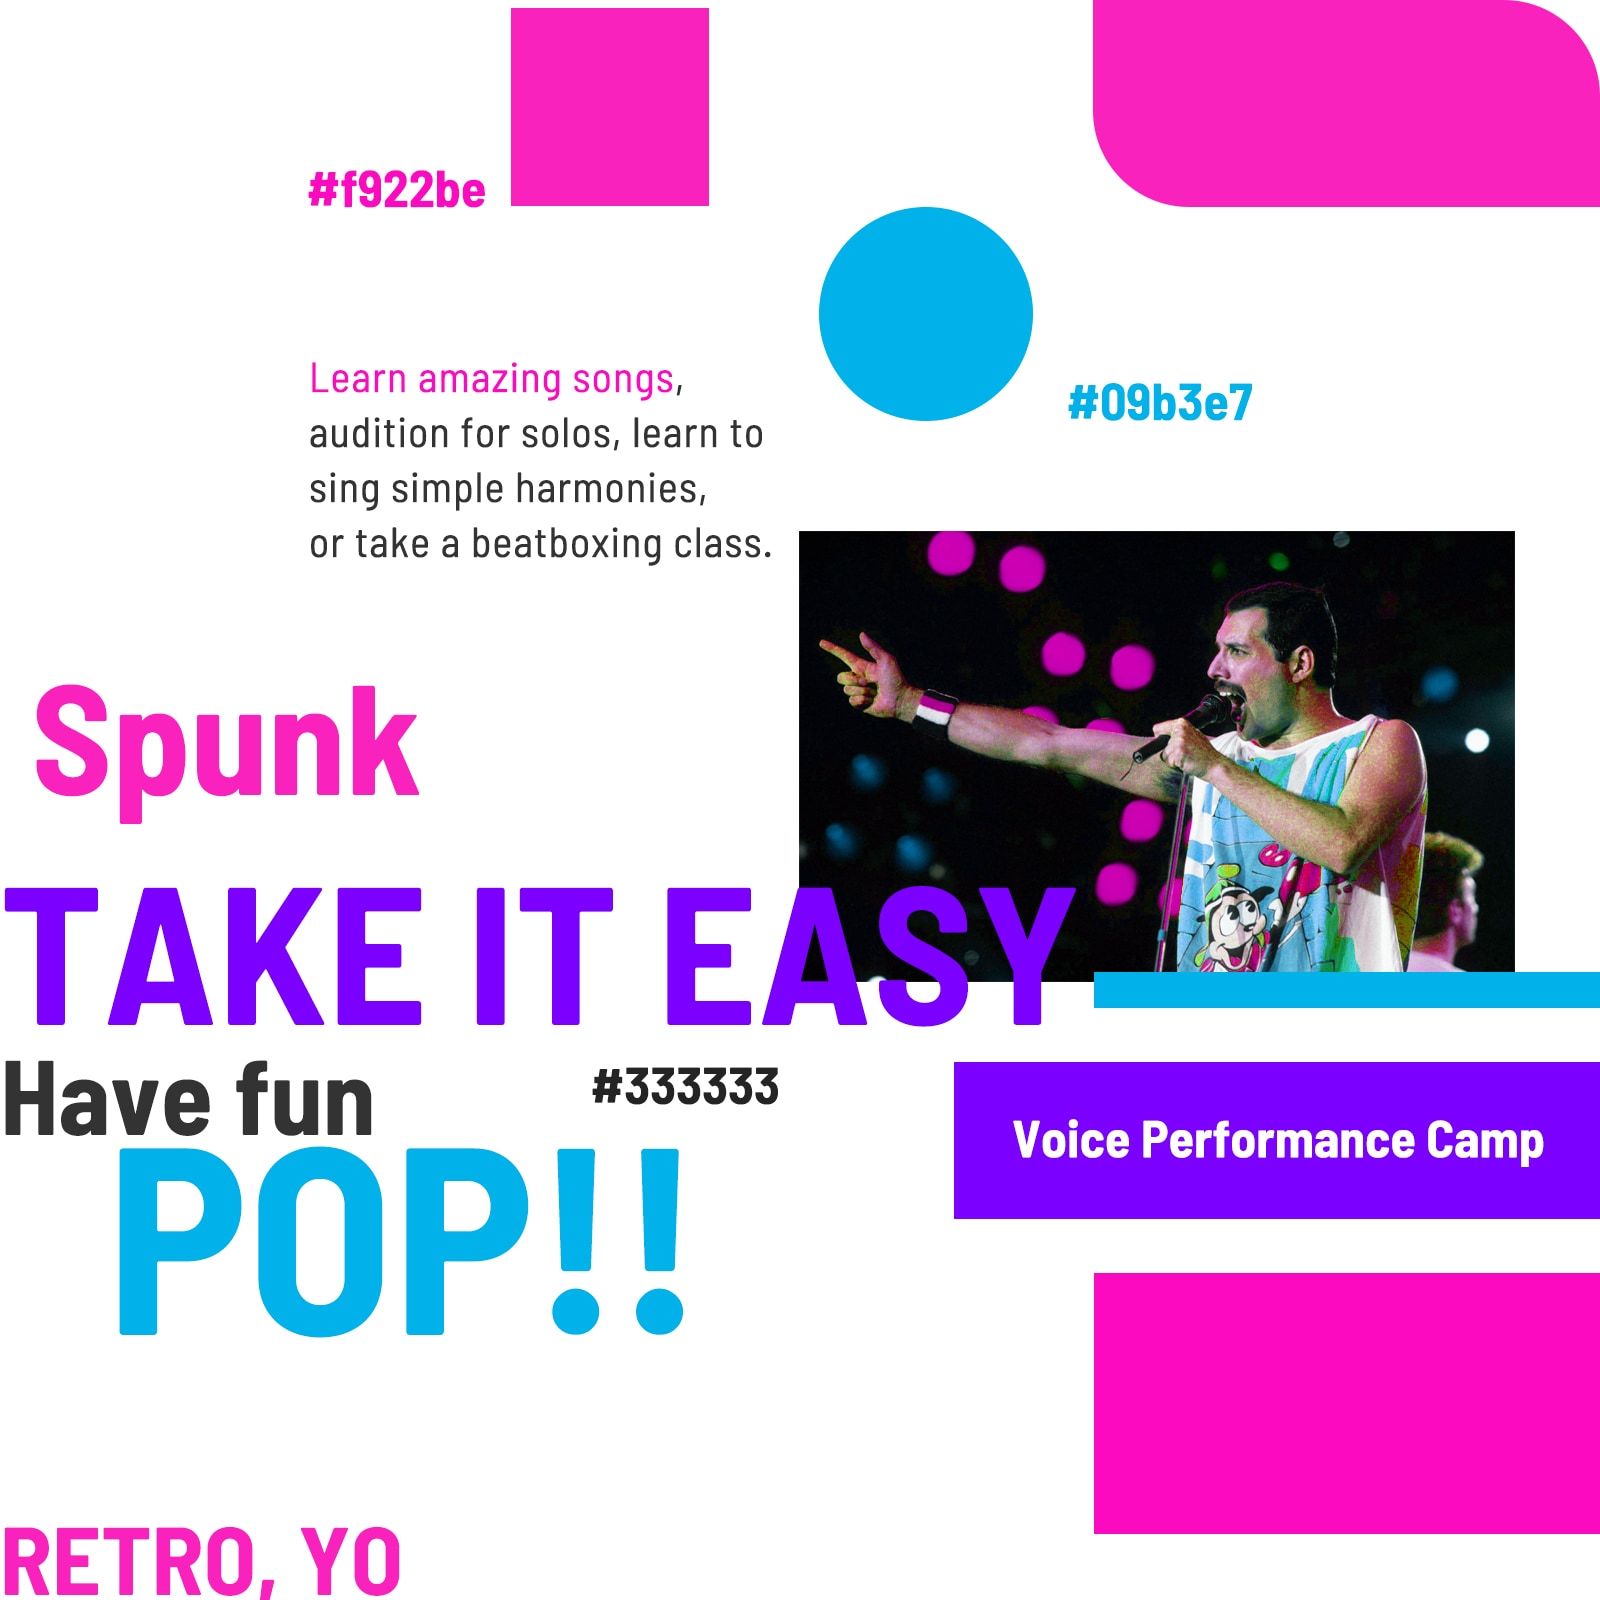 #f922be
#09b3e7
Learn amazing songs,
audition for solos, learn to
sing simple harmonies,
or take a beatboxing class.
Spunk
TAKE IT EASY
Have fun
#333333
Voice Performance Camp
POP!!
RETRO, YO